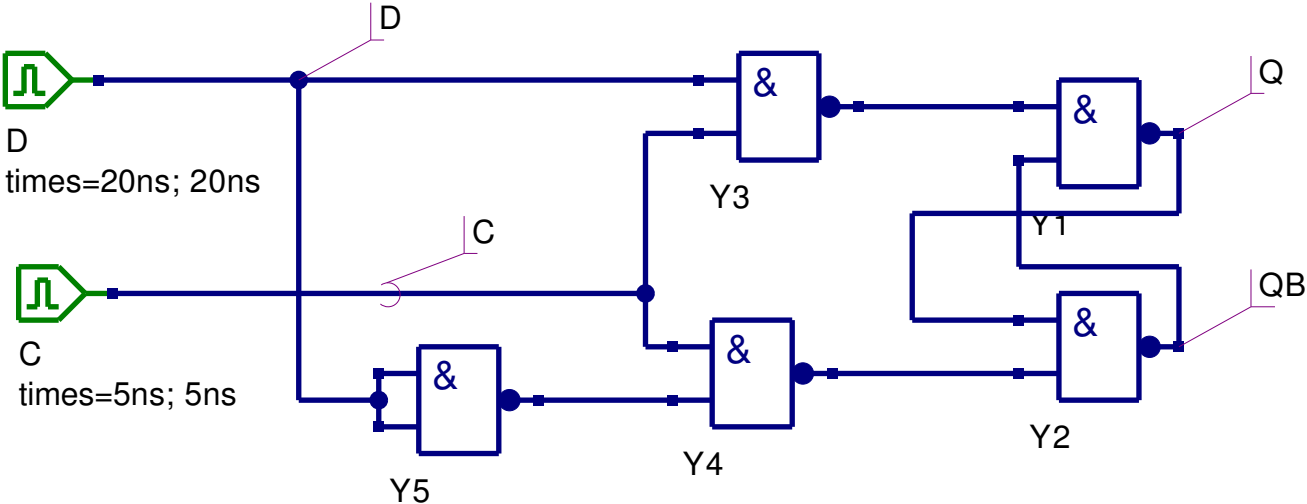 D
Q
&
&
D
times=20ns; 20ns
Y3
Y1
C
QB
&
&
C
times=5ns; 5ns
&
Y2
Y4
Y5